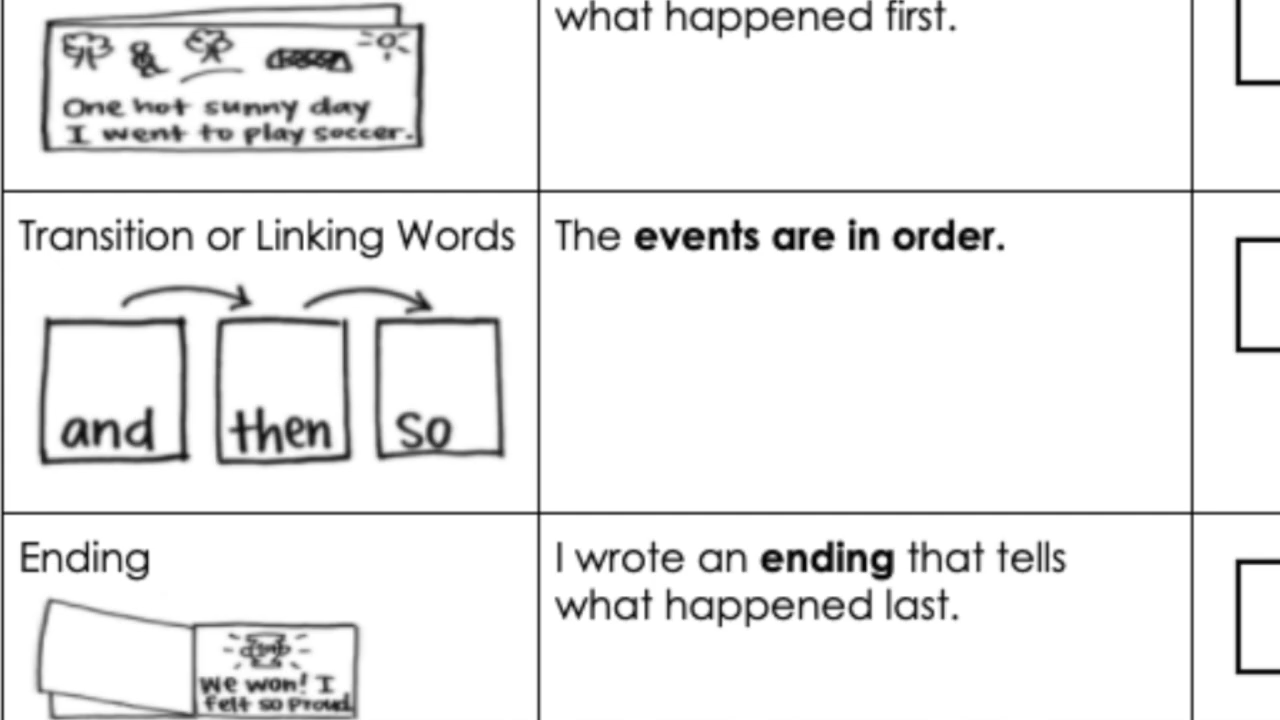 what happened first.
One hot sunny day
I went to play soccer.
Transition or Linking Words
The events are in order.
and then so
Ending
I wrote an ending that tells
what happened last.
We won! I
felt so proud